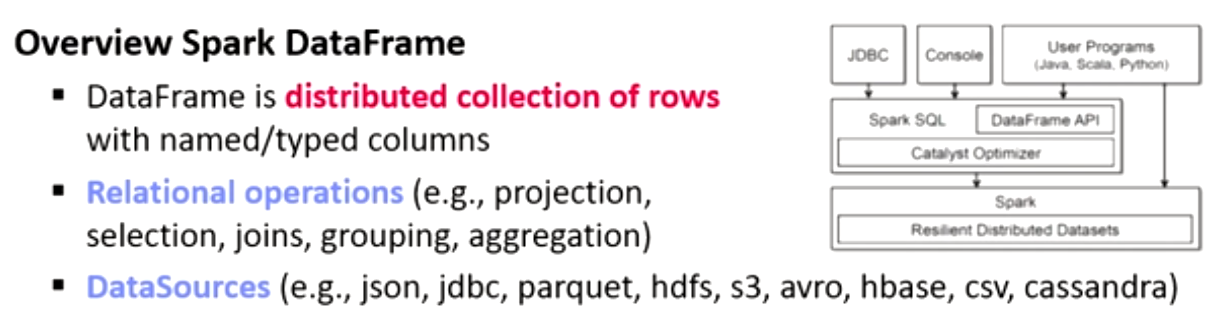 Overview Spark DataFrame
▪ DataFrame is distributed collection of rows
with named/typed columns
▪ Relational operations (e.g., projection,
selection, joins, grouping, aggregation)
▪ DataSources (e.g., json, jdbc, parquet, hdfs, s3, avro, hbase, csv, cassandra)
JDBC
Console
User Programs
(Java, Scala, Python)
Spark SQL
DataFrame API
Catalyst Optimizer
Spark
Resilient Distributed Datasets